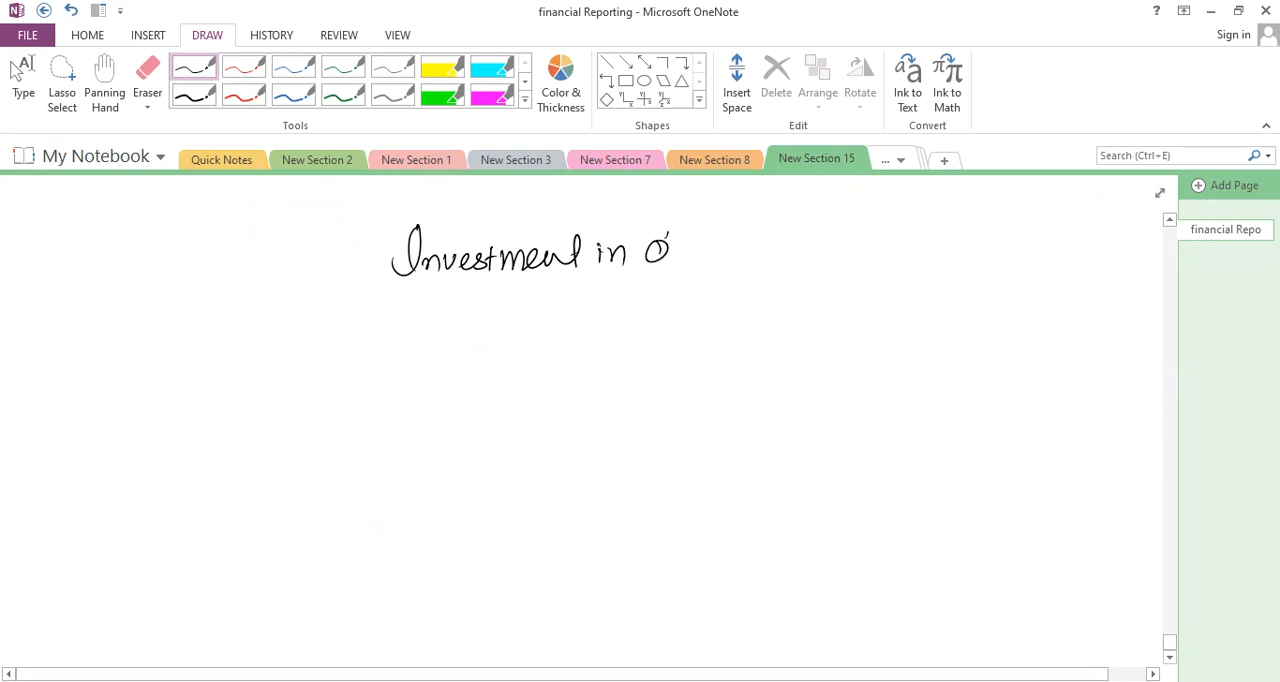 financial Reporting - Microsoft OneNote
?
FILE HOME INSERT DRAW HISTORY REVIEW VIEW Sign in
Type
Lasso Select
Panning Hand
Eraser
Color & Thickness
Insert Space
Delete
Arrange
Rotate
Ink to Text
Ink to Math
Tools Shapes Edit Convert
My Notebook Quick Notes New Section 2 New Section 1 New Section 3 New Section 7 New Section 8 New Section 15 ... + Search (Ctrl+E)
Add Page
financial Repo
Investment in